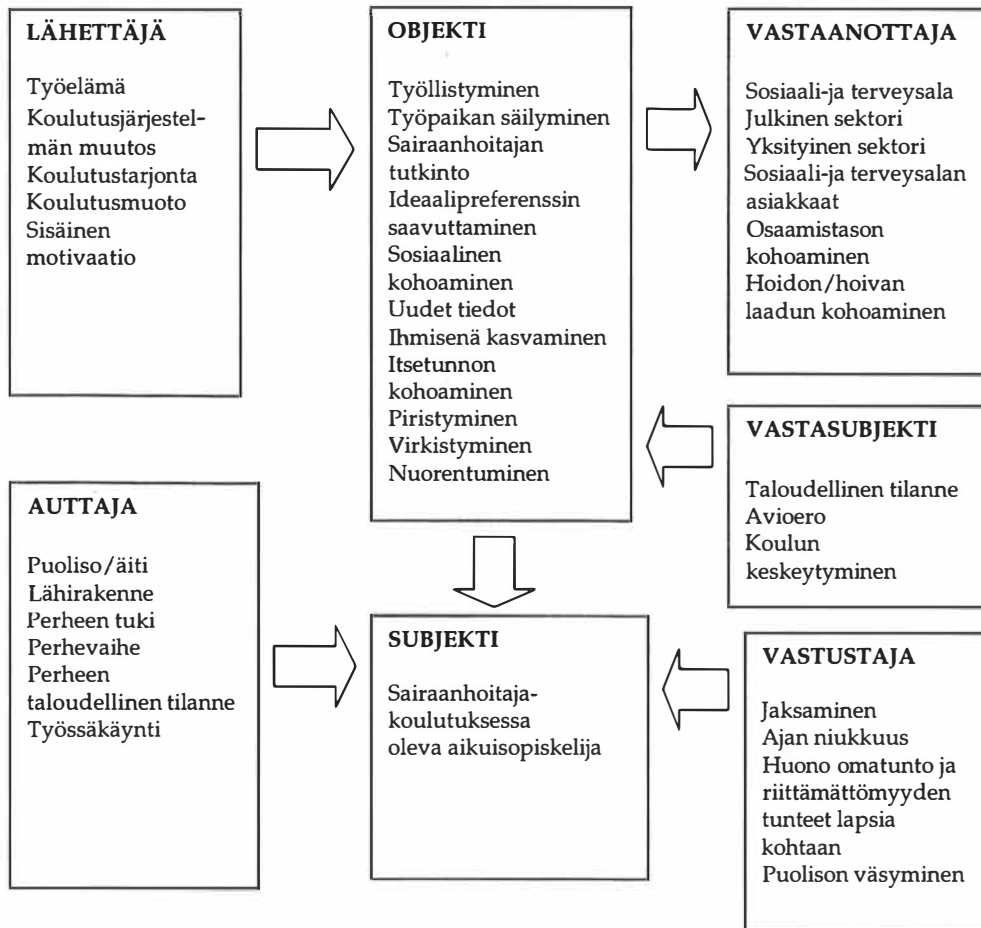 LÄHETTÄJÄ
Työelämä
Koulutusjärjestel-
män muutos
Koulutustarjonta
Koulutusmuoto
Sisäinen
motivaatio
OBJEKTI
Työllistyminen
Työpaikan säilyminen
Sairaanhoitajan
tutkinto
Ideaalipreferenssin
saavuttaminen
Sosiaalinen
kohoaminen
Uudet tiedot
Ihmisenä kasvaminen
Itsetunnon
kohoaminen
Piristyminen
Virkistyminen
Nuorentuminen
VASTAANOTTAJA
Sosiaali-ja terveysala
Julkinen sektori
Yksityinen sektori
Sosiaali-ja terveysalan
asiakkaat
Osaamistason
kohoaminen
Hoidon/hoivan
laadun kohoaminen
VASTASUBJEKTI
Taloudellinen tilanne
Avioero
Koulun
keskeytyminen
AUTTAJA
Puoliso/äiti
Lähirakenne
Perheen tuki
Perhevaihe
Perheen
taloudellinen tilanne
Työssäkäynti
SUBJEKTI
Sairaanhoitaja-
koulutuksessa
oleva aikuisopiskelija
VASTUSTAJA
Jaksaminen
Ajan niukkuus
Huono omatunto ja
riittämättömyyden
tunteet lapsia
kohtaan
Puolison väsyminen